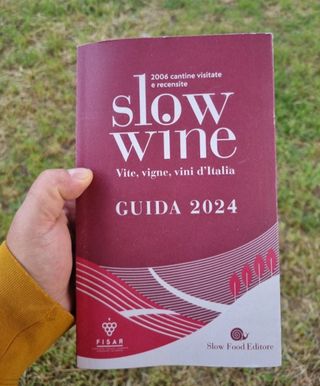 2006 cantine visitate
e recensite
slow
wine
Vite, vigne, vini d'Italia
GUIDA 2024
FISAR
Slow Food Editore